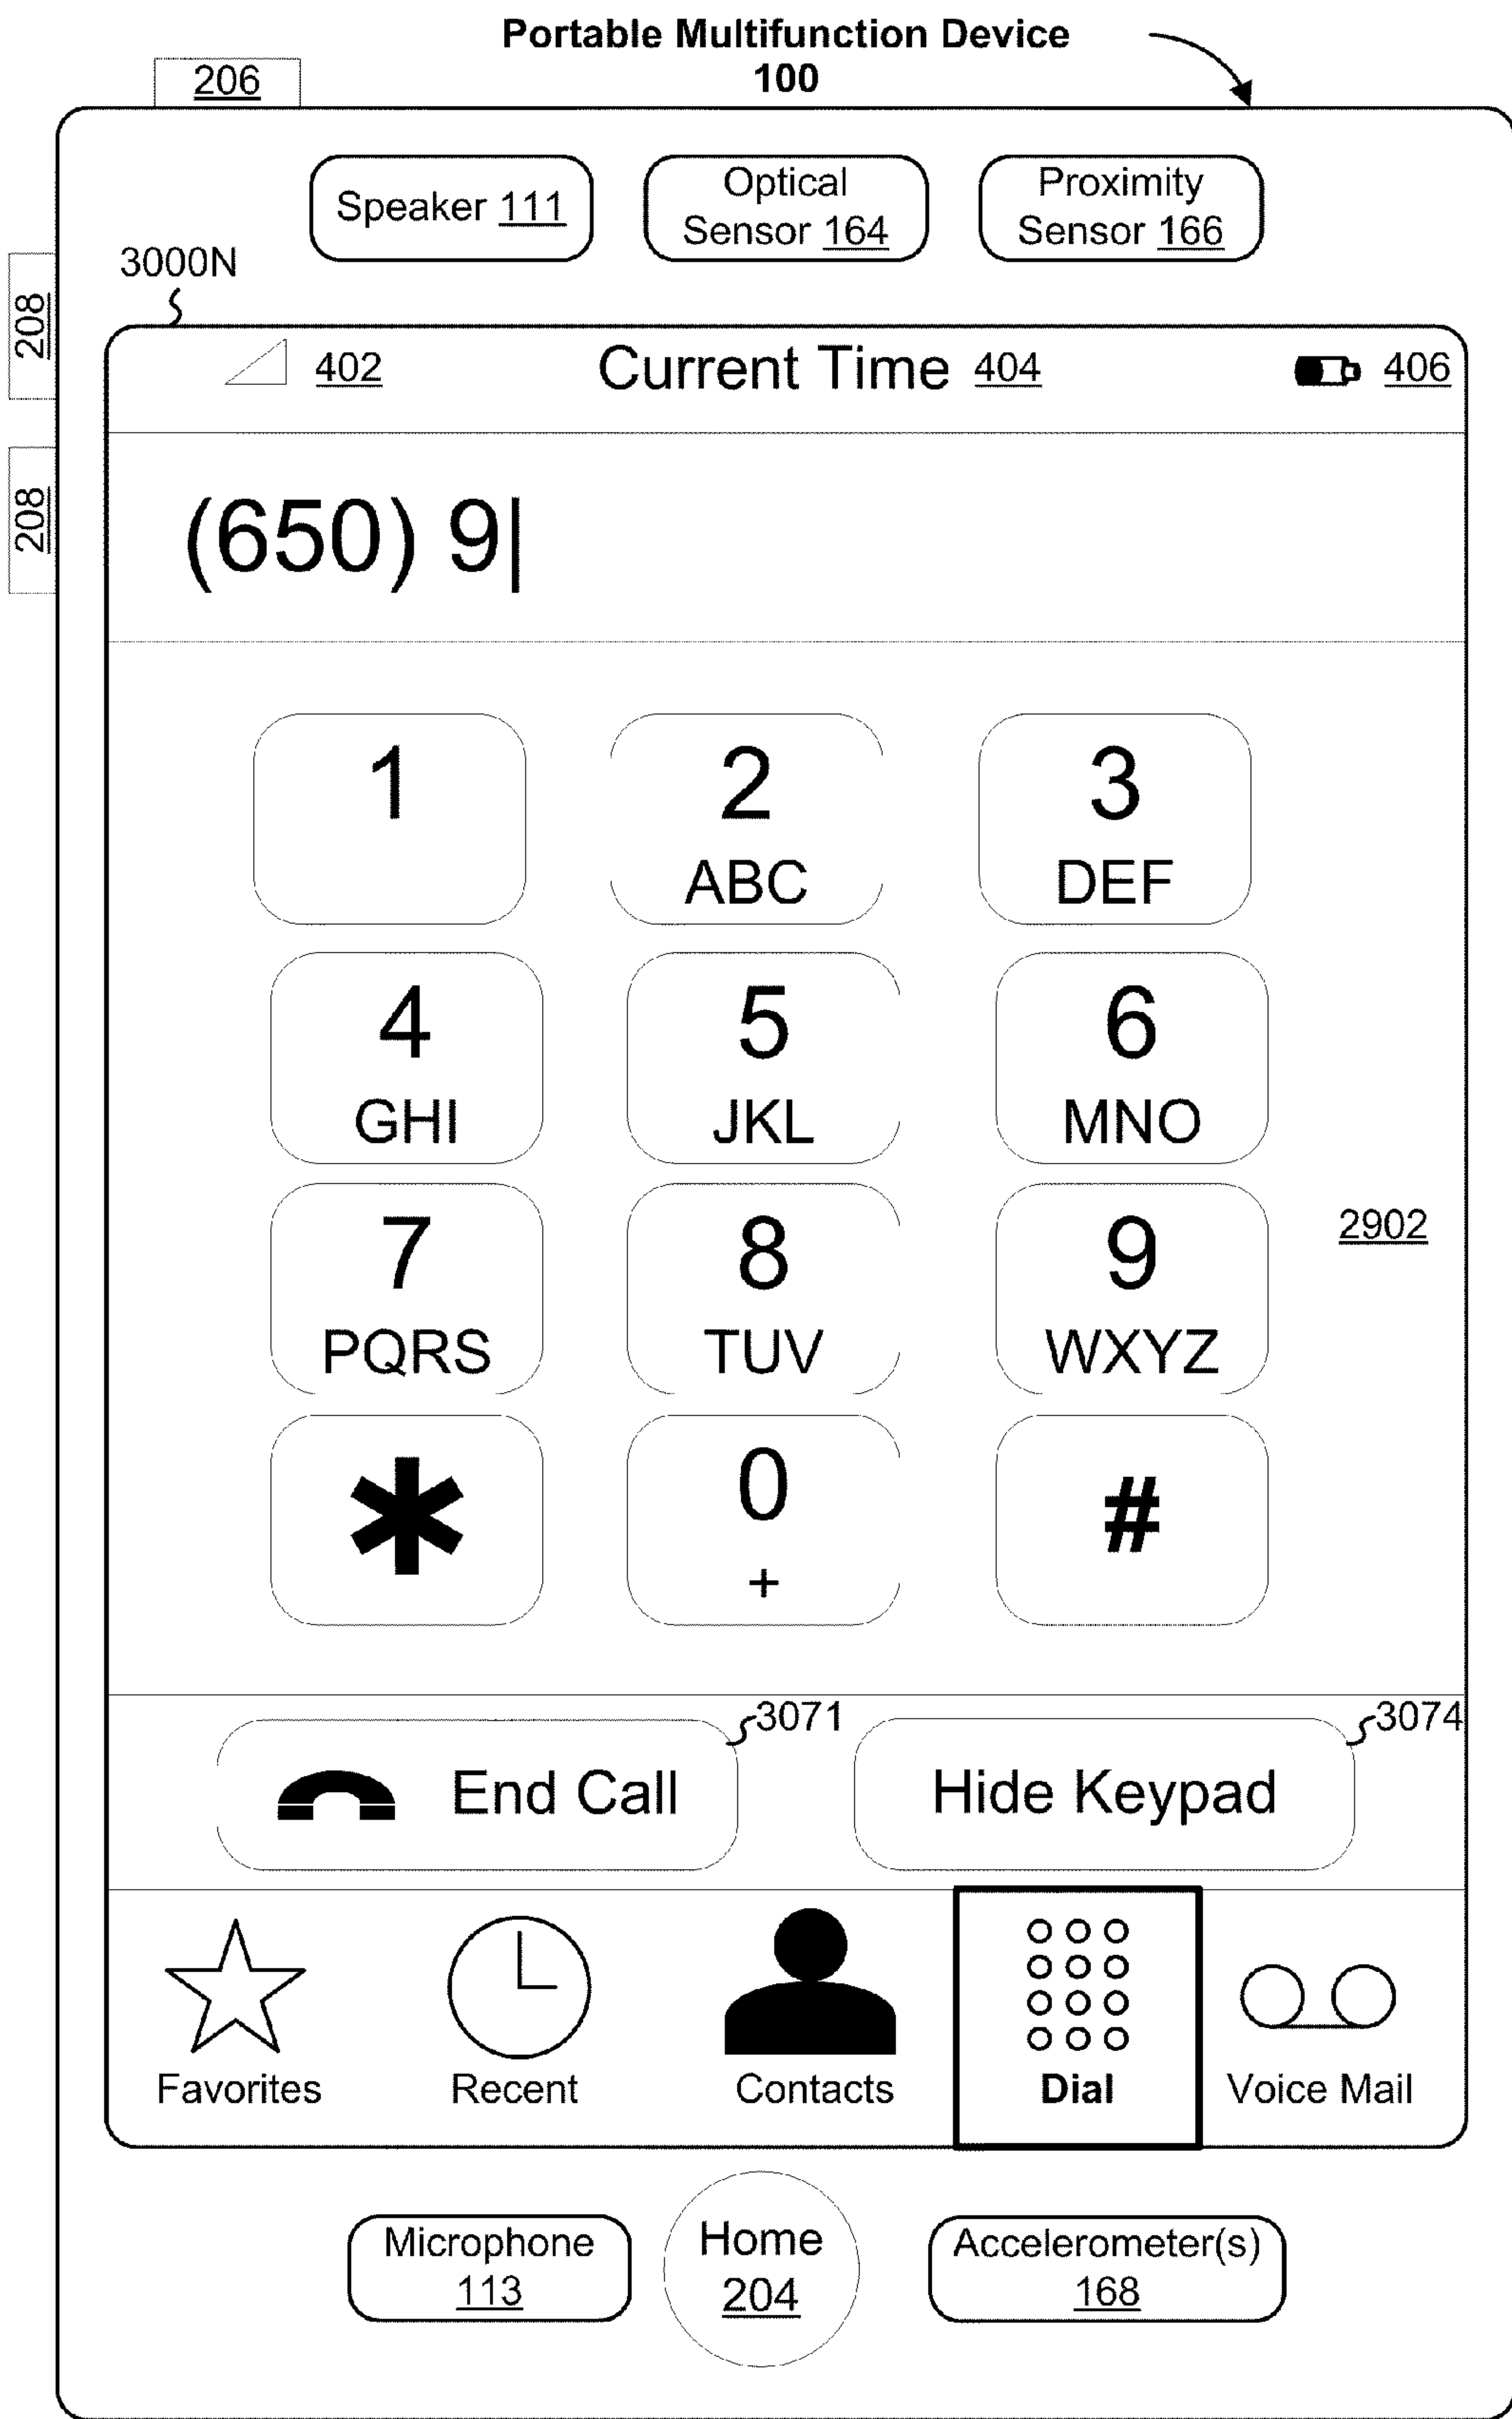 Portable Multifunction Device
100
206
Speaker 111
Optical
Sensor 164
Proximity
Sensor 166
3000N
208
208
402
Current Time 404
406
(650) 9
1
2
ABC
3
DEF
4
GHI
5
JKL
6
MNO
7
PQRS
8
TUV
9
WXYZ
2902
*
0
+
#
End Call
3071
Hide Keypad
3074
Favorites
Recent
Contacts
Dial
Voice Mail
Microphone
113
Home
204
Accelerometer(s)
168